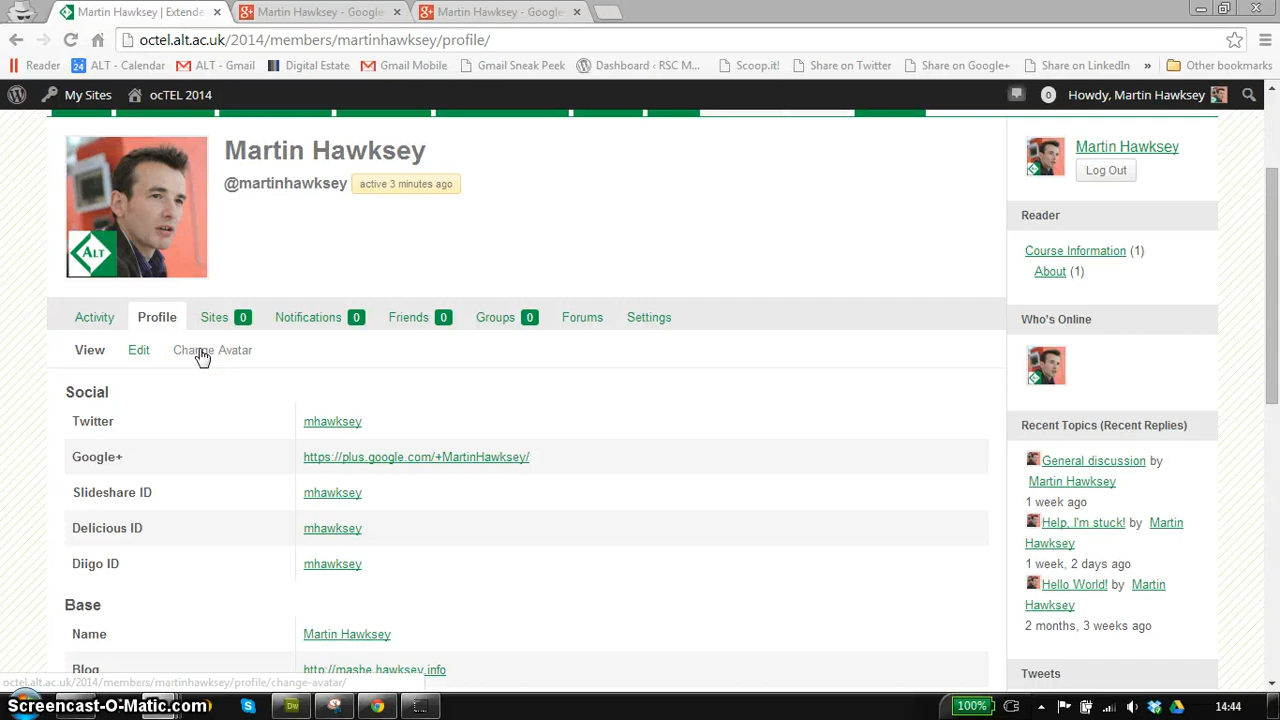 Martin Hawksey | Extende
Martin Hawksey - Google
Martin Hawksey - Google
octel.alt.ac.uk/2014/members/martinhawksey/profile/
Reader
24 ALT - Calendar
ALT - Gmail
Digital Estate
Gmail Mobile
Gmail Sneak Peek
Dashboard ‹ RSC M...
Scoop.it!
Share on Twitter
Share on Google+
Share on LinkedIn
»
Other bookmarks
My Sites
ocTEL 2014
0
Howdy, Martin Hawksey
ALT
Martin Hawksey
@martinhawksey active 3 minutes ago
Activity
Profile
Sites 0
Notifications 0
Friends 0
Groups 0
Forums
Settings
View
Edit
Change Avatar
Social
Twitter mhawksey
Google+ https://plus.google.com/+MartinHawksey/
Slideshare ID mhawksey
Delicious ID mhawksey
Diigo ID mhawksey
Base
Name Martin Hawksey
Blog http://mashe.hawksey.info
Martin Hawksey
Log Out
Reader
Course Information (1)
About (1)
Who's Online
Recent Topics (Recent Replies)
General discussion by
Martin Hawksey
1 week ago
Help, I'm stuck! by Martin
Hawksey
1 week, 2 days ago
Hello World! by Martin
Hawksey
2 months, 3 weeks ago
Tweets
octel.alt.ac.uk/2014/members/martinhawksey/profile/change-avatar/
Screencast-O-Matic.com
Dw
100%
14:44